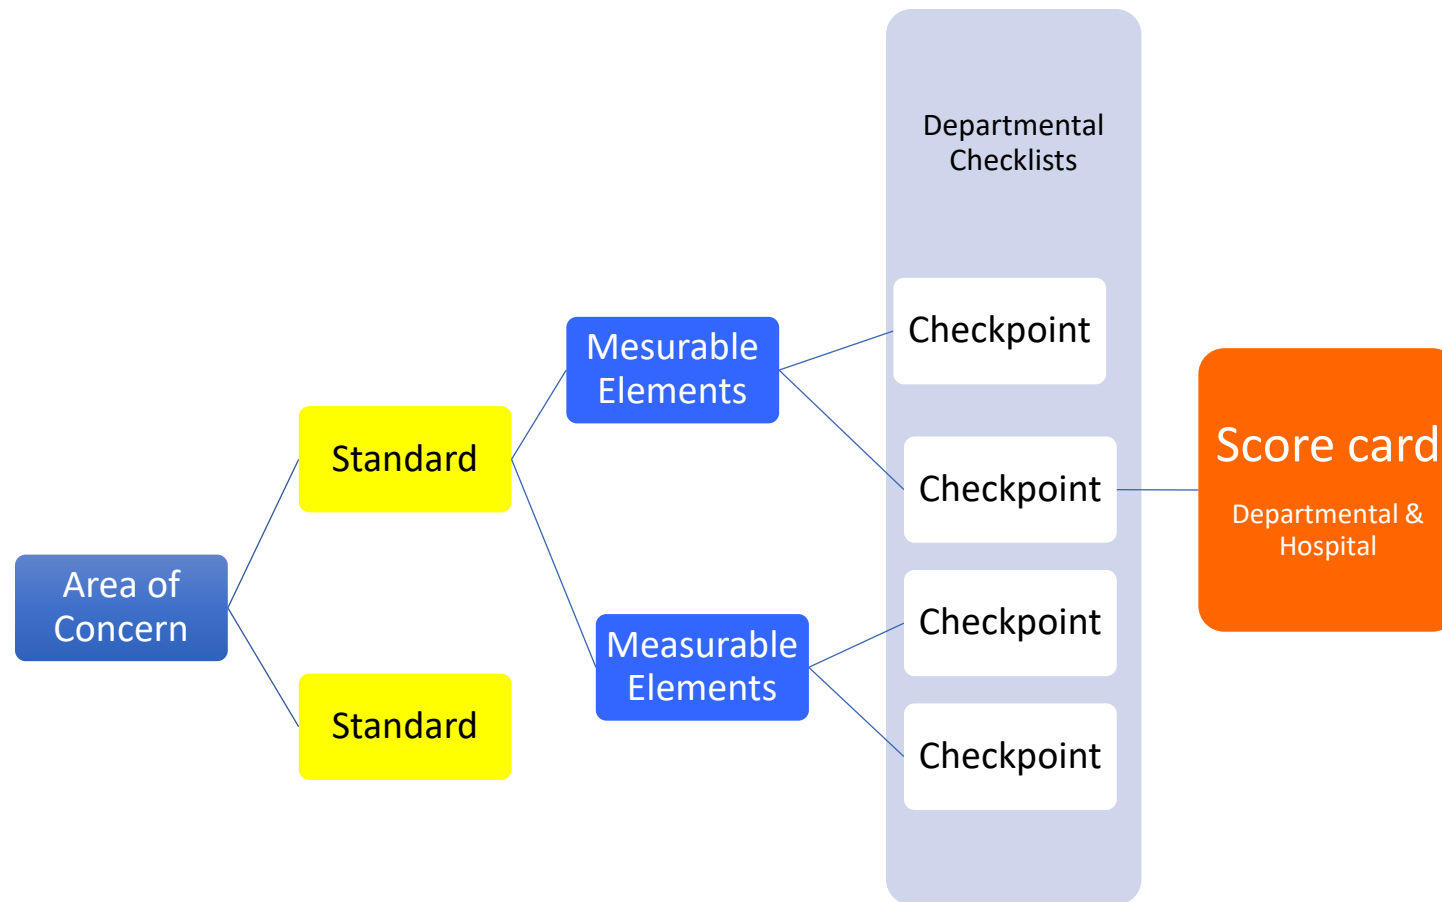 Area of
Concern
Standard
Standard
Mesurable
Elements
Measurable
Elements
Departmental
Checklists
Checkpoint
Checkpoint
Checkpoint
Checkpoint
Score card
Departmental &
Hospital